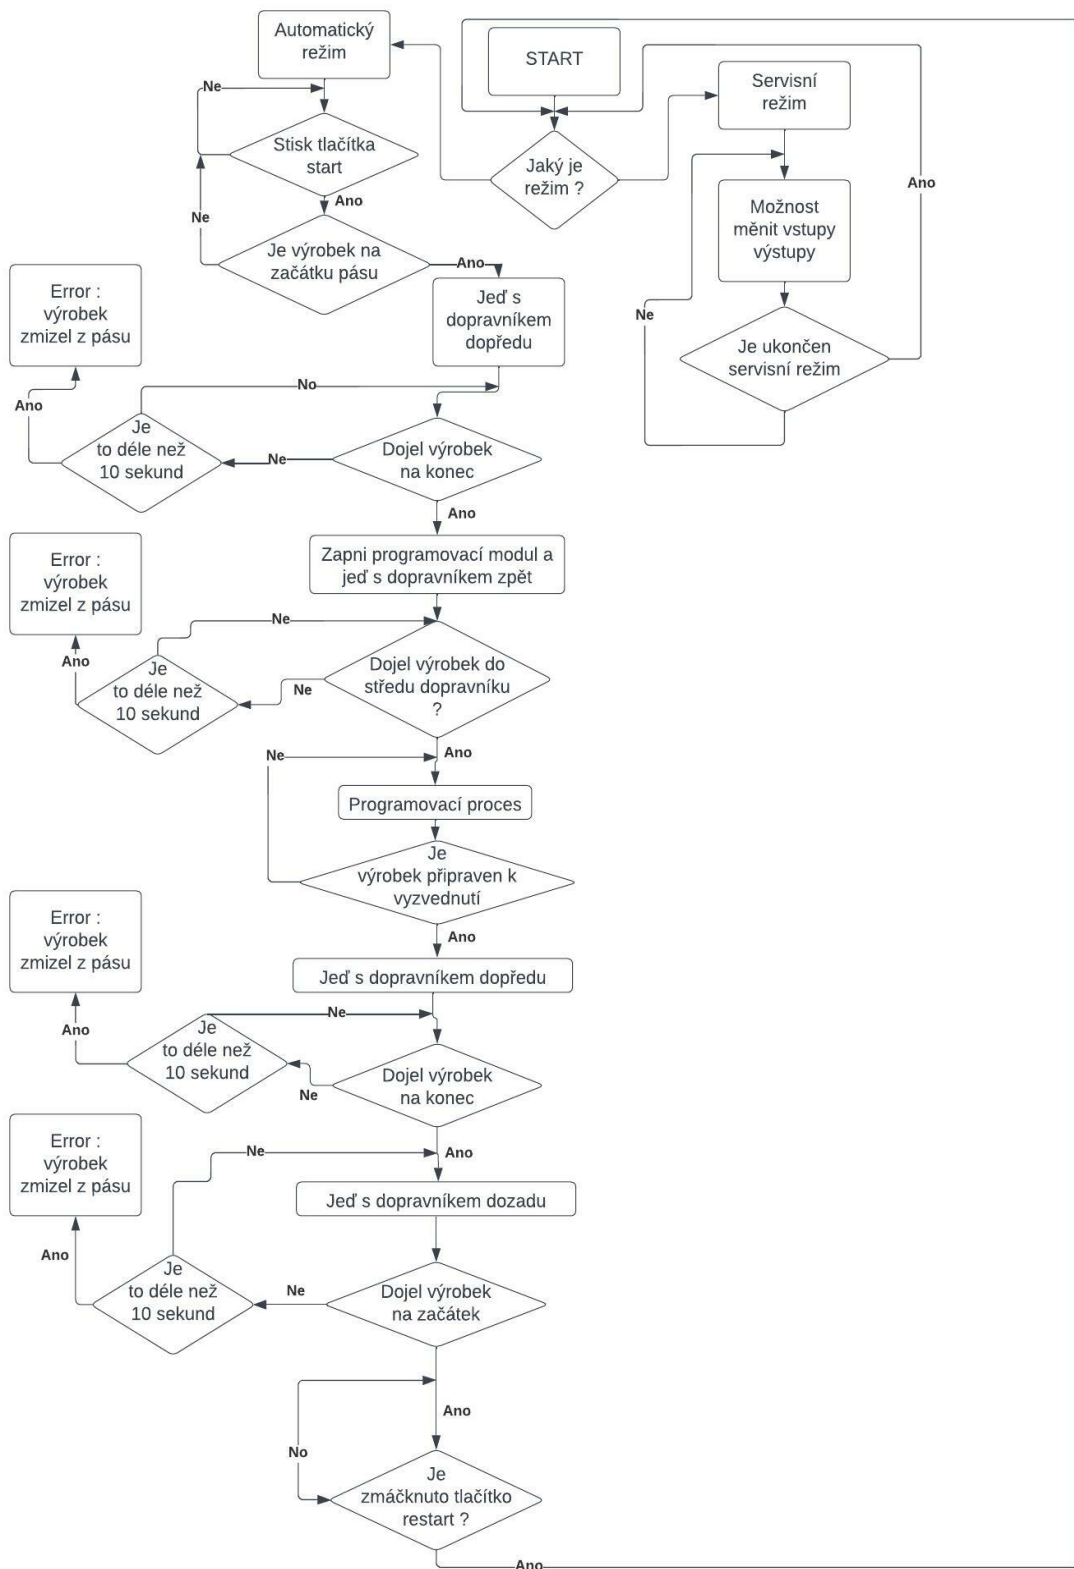 Automatický
režim
START
Servisní
režim
Ne
Stisk tlačítka
start
Jaký je
režim ?
Ano
Ano
Ne
Možnost
měnit vstupy
výstupy
Je výrobek na
začátku pásu
Ano
Error :
výrobek
zmizel z pásu
Jeď s
dopravníkem
dopředu
Ne
Je ukončen
servisní režim
No
Ano
Je
to déle než
10 sekund
Ne
Dojel výrobek
na konec
Ano
Error :
výrobek
zmizel z pásu
Zapni programovací modul a
jeď s dopravníkem zpět
Ne
Ano
Je
to déle než
10 sekund
Ne
Dojel výrobek do
středu dopravníku
?
Ne
Ano
Programovací proces
Je
výrobek připraven k
vyzvednutí
Error :
výrobek
zmizel z pásu
Ano
Jeď s dopravníkem dopředu
Ne
Ano
Je
to déle než
10 sekund
Ne
Dojel výrobek
na konec
Error :
výrobek
zmizel z pásu
Ne
Ano
Jeď s dopravníkem dozadu
Ano
Je
to déle než
10 sekund
Ne
Dojel výrobek
na začátek
Ano
No
Je
zmáčknuto tlačítko
restart ?
Ano